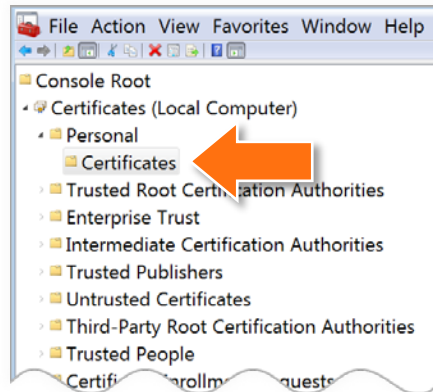 File Action View Favorites Window Help
Console Root
Certificates (Local Computer)
Personal
Certificates
Trusted Root Certification Authorities
Enterprise Trust
Intermediate Certification Authorities
Trusted Publishers
Untrusted Certificates
Third-Party Root Certification Authorities
Trusted People